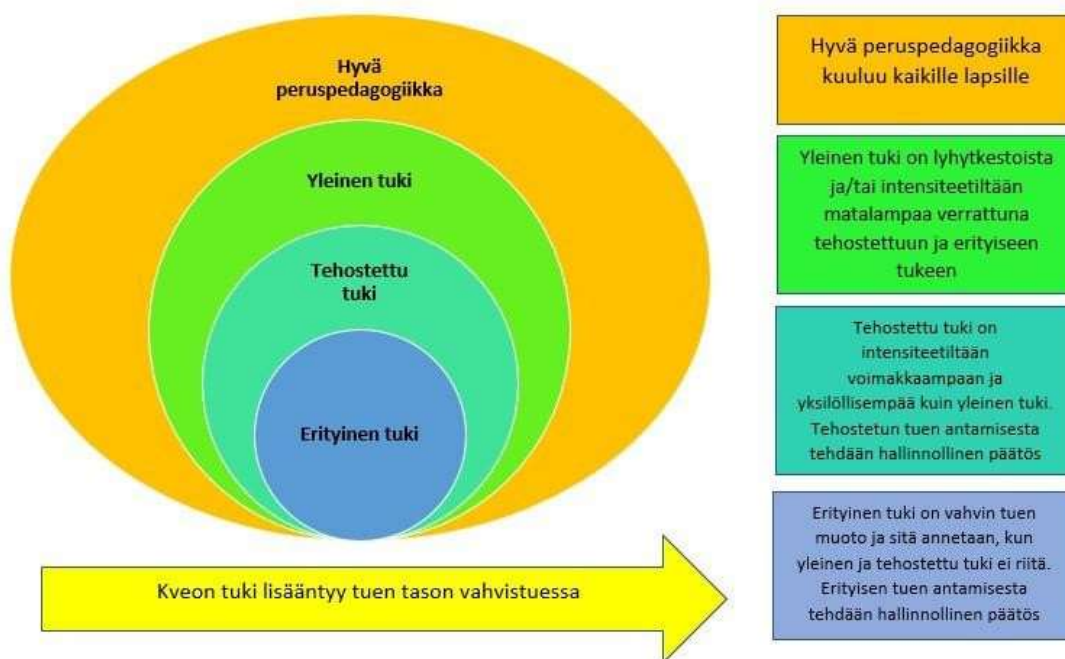 Hyvä
peruspedagogiikka
Yleinen tuki
Tehostettu
tuki
Erityinen tuki
Kveon tuki lisääntyy tuen tason vahvistuessa
Hyvä peruspedagogiikka
kuuluu kaikille lapsille
Yleinen tuki on lyhytkestoista
ja/tai intensiteetiltään
matalampaa verrattuna
tehostettuun ja erityiseen
tukeen
Tehostettu tuki on
intensiteetiltään
voimakkaampaan ja
yksilöllisempää kuin yleinen tuki.
Tehostetun tuen antamisesta
tehdään hallinnollinen päätös
Erityinen tuki on vahvin tuen
muoto ja sitä annetaan, kun
yleinen ja tehostettu tuki ei riitä.
Erityisen tuen antamisesta
tehdään hallinnollinen päätös